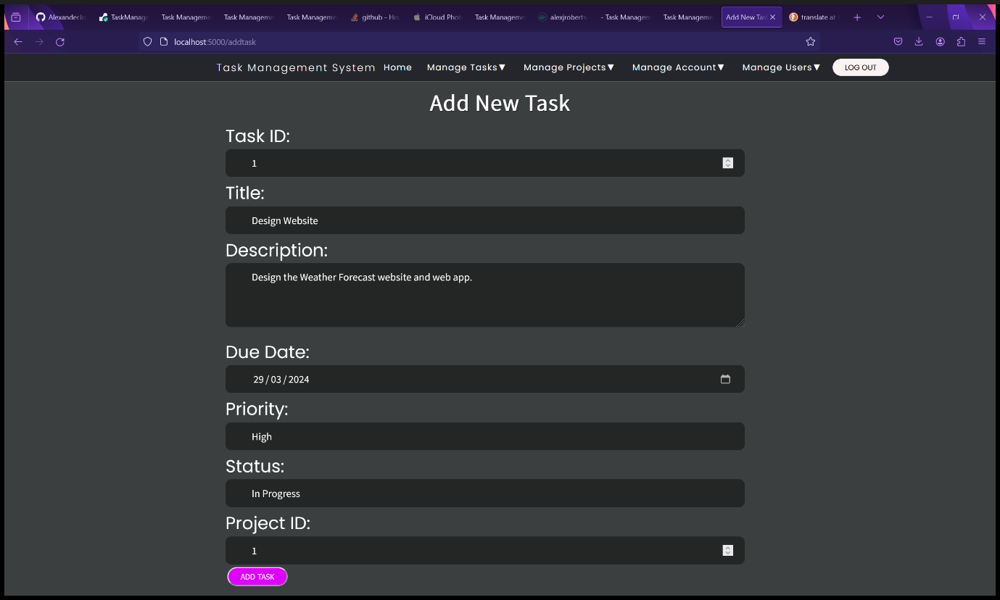 AlexanderJo
TaskManage
Task Manageme
Task Manageme
Task Manageme
github - Ho
iCloud Phot
Task Manageme
alexjroberts
- Task Managem
Task Manageme
Add New Tas
translate at
localhost:5000/addtask
Task Management System Home Manage Tasks▼ Manage Projects▼ Manage Account▼ Manage Users▼ LOG OUT
Add New Task
Task ID:
1
Title:
Design Website
Description:
Design the Weather Forecast website and web app.
Due Date:
29/03/2024
Priority:
High
Status:
In Progress
Project ID:
1
ADD TASK